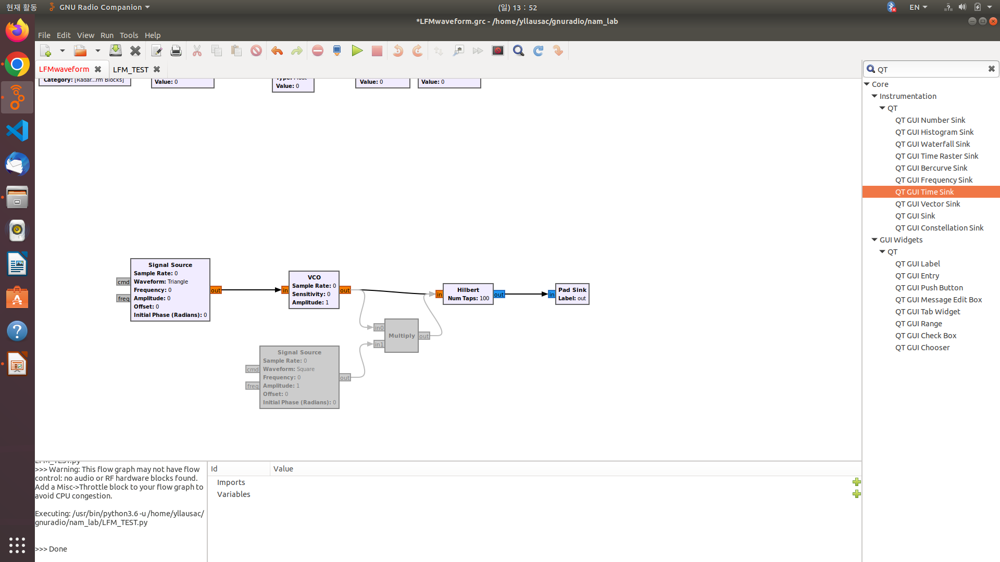 현재 활동
GNU Radio Companion
(일) 13 : 52
EN
*LFMwaveform.grc - /home/yllausac/gnuradio/nam_lab
File Edit View Run Tools Help
LFMwaveform
LFM_TEST
Category: [Radar...rm Blocks]
Value: 0
Value: 0
Value: 0
Value: 0
Signal Source
Sample Rate: 0
Waveform: Triangle
Frequency: 0
Amplitude: 0
Offset: 0
Initial Phase (Radians): 0
cmd
freq
out
VCO
Sample Rate: 0
Sensitivity: 0
Amplitude: 1
in
out
Hilbert
Num Taps: 100
in
out
Pad Sink
Label: out
in
Multiply
in0
in1
out
Signal Source
Sample Rate: 0
Waveform: Square
Frequency: 0
Amplitude: 1
Offset: 0
Initial Phase (Radians): 0
cmd
freq
out
LFM_TEST.py
>>> Warning: This flow graph may not have flow
control: no audio or RF hardware blocks found.
Add a Misc->Throttle block to your flow graph to
avoid CPU congestion.
Executing: /usr/bin/python3.6 -u /home/yllausac/
gnuradio/nam_lab/LFM_TEST.py
>>> Done
Id
Value
Imports
Variables
QT
Core
Instrumentation
QT
QT GUI Number Sink
QT GUI Histogram Sink
QT GUI Waterfall Sink
QT GUI Time Raster Sink
QT GUI Bercurve Sink
QT GUI Frequency Sink
QT GUI Time Sink
QT GUI Vector Sink
QT GUI Sink
QT GUI Constellation Sink
GUI Widgets
QT
QT GUI Label
QT GUI Entry
QT GUI Push Button
QT GUI Message Edit Box
QT GUI Tab Widget
QT GUI Range
QT GUI Check Box
QT GUI Chooser